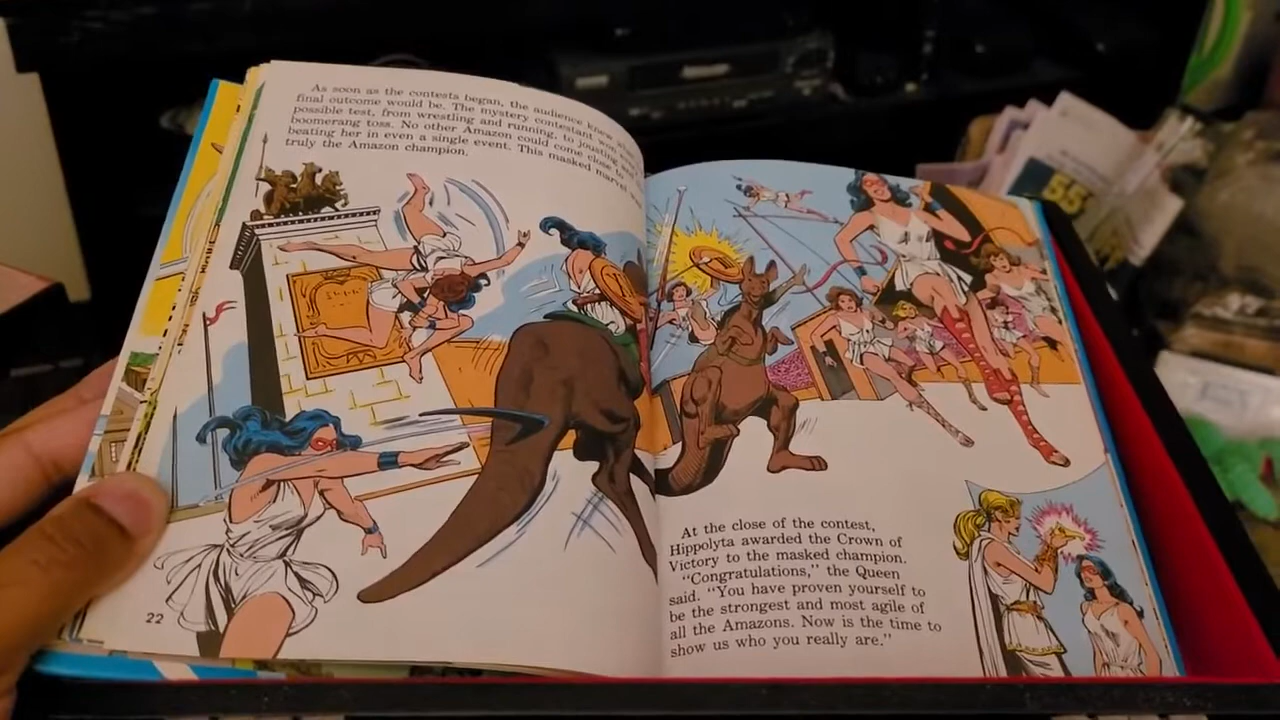 As soon as the contests began, the audience knew what
final outcome would be. The mystery contestant won every
possible test, from wrestling and running, to jousting and
boomerang toss. No other Amazon could come close to
beating her in even a single event. This masked marvel
truly the Amazon champion.
22
At the close of the contest,
Hippolyta awarded the Crown of
Victory to the masked champion.
"Congratulations," the Queen
said. "You have proven yourself to
be the strongest and most agile of
all the Amazons. Now is the time to
show us who you really are."
55